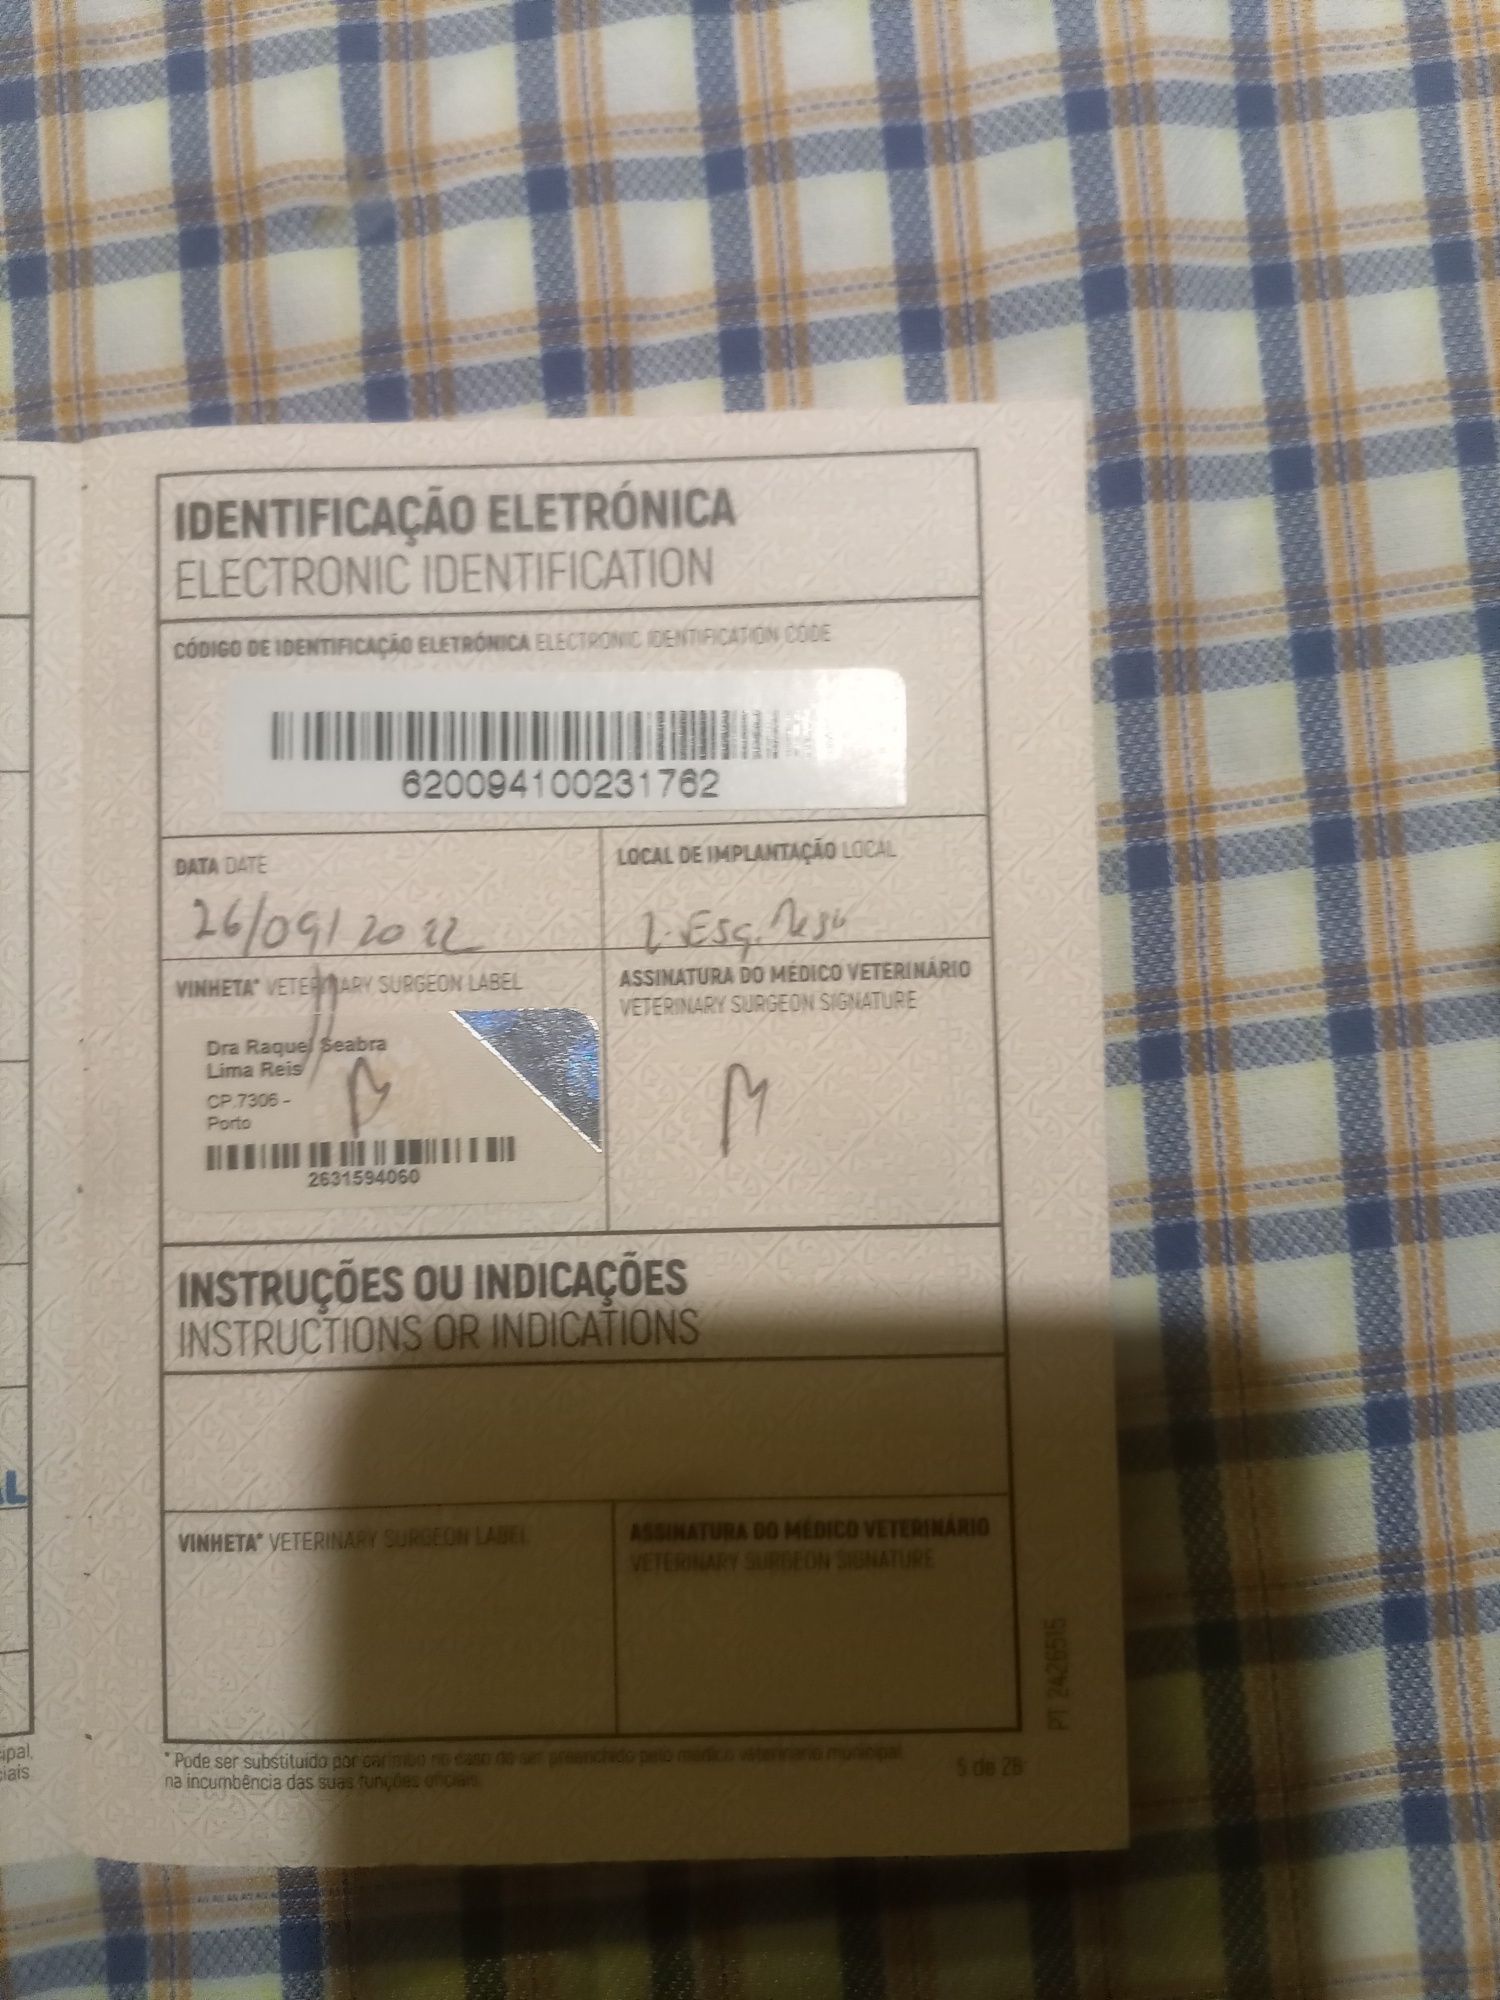 IDENTIFICAÇÃO ELETRÓNICA
ELECTRONIC IDENTIFICATION
CÓDIGO DE IDENTIFICAÇÃO ELETRÓNICA ELECTRONIC IDENTIFICATION CODE
620094100231762
DATA DATE
26/09/2022
LOCAL DE IMPLANTAÇÃO LOCAL
Esq.
VINHETA* VETERINARY SURGEON LABEL
Dra Raquel Seabra
Lima Reis
CP.7306 -
Porto
2631594060
ASSINATURA DO MÉDICO VETERINÁRIO
VETERINARY SURGEON SIGNATURE
INSTRUÇÕES OU INDICAÇÕES
INSTRUCTIONS OR INDICATIONS
VINHETA* VETERINARY SURGEON LABEL
ASSINATURA DO MÉDICO VETERINÁRIO
VETERINARY SURGEON SIGNATURE
*Pode ser substituído por carimbo no caso de ser preenchido pelo médico veterinário municipal,
na incumbência das suas funções oficiais.
5 de 26
PT 2426515